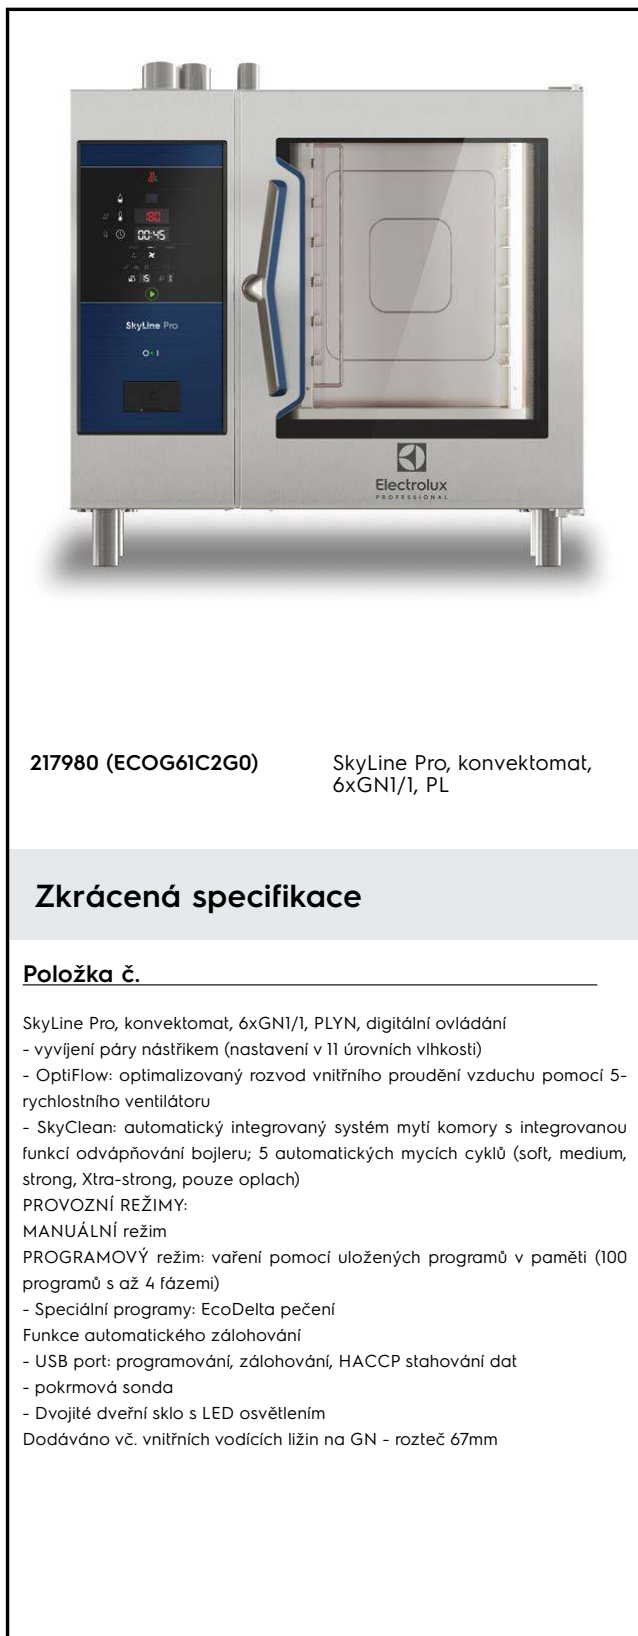 180
00:45
15
SkyLine Pro
Electrolux
PROFESSIONAL
217980 (ECOG61C2G0)
SkyLine Pro, konvektomat,
6xGN1/1, PL
Zkrácená specifikace
Položka č.
SkyLine Pro, konvektomat, 6xGN1/1, PLYN, digitální ovládání
- vyvíjení páry nástřikem (nastavení v 11 úrovních vlhkosti)
- OptiFlow: optimalizovaný rozvod vnitřního proudění vzduchu pomocí 5-
rychlostního ventilátoru
- SkyClean: automatický integrovaný systém mytí komory s integrovanou
funkcí odvápňování bojleru; 5 automatických mycích cyklů (soft, medium,
strong, Xtra-strong, pouze oplach)
PROVOZNÍ REŽIMY:
MANUÁLNÍ režim
PROGRAMOVÝ režim: vaření pomocí uložených programů v paměti (100
programů s až 4 fázemi)
- Speciální programy: EcoDelta pečení
Funkce automatického zálohování
- USB port: programování, zálohování, HACCP stahování dat
- pokrmová sonda
- Dvojité dveřní sklo s LED osvětlením
Dodáváno vč. vnitřních vodících ližin na GN - rozteč 67mm